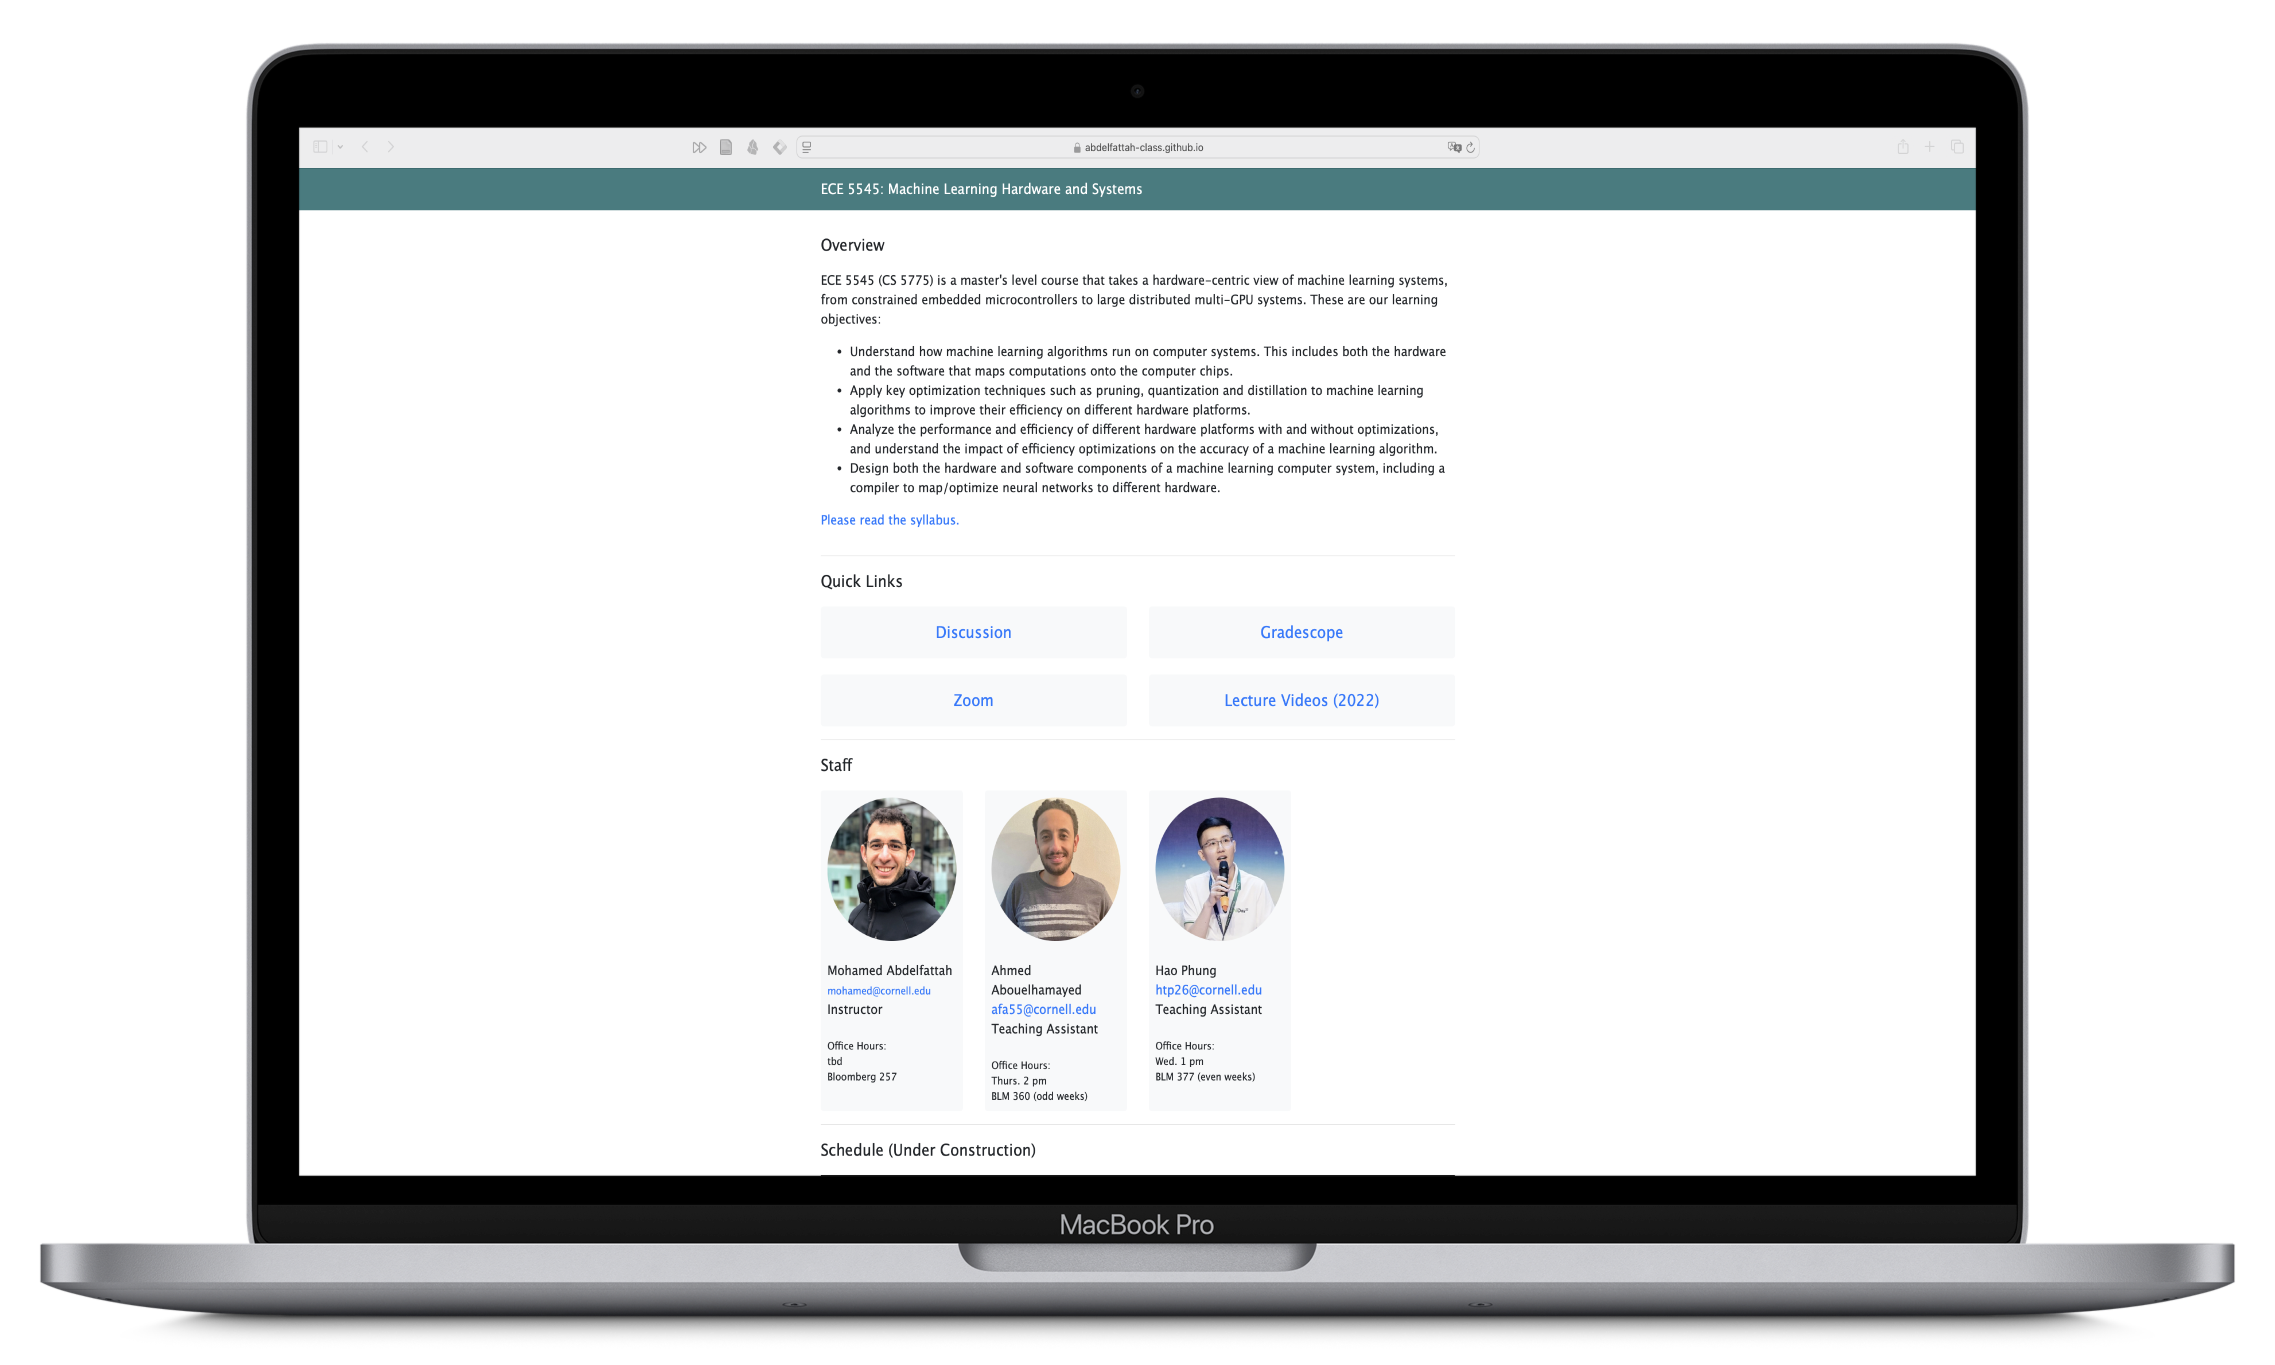 abdelfattah-class.github.io
ECE 5545: Machine Learning Hardware and Systems
Overview
ECE 5545 (CS 5775) is a master's level course that takes a hardware-centric view of machine learning systems,
from constrained embedded microcontrollers to large distributed multi-GPU systems. These are our learning
objectives:
• Understand how machine learning algorithms run on computer systems. This includes both the hardware
and the software that maps computations onto the computer chips.
• Apply key optimization techniques such as pruning, quantization and distillation to machine learning
algorithms to improve their efficiency on different hardware platforms.
• Analyze the performance and efficiency of different hardware platforms with and without optimizations,
and understand the impact of efficiency optimizations on the accuracy of a machine learning algorithm.
• Design both the hardware and software components of a machine learning computer system, including a
compiler to map/optimize neural networks to different hardware.
Please read the syllabus.
Quick Links
Discussion
Gradescope
Zoom
Lecture Videos (2022)
Staff
Mohamed Abdelfattah
mohamed@cornell.edu
Instructor
Office Hours:
tbd
Bloomberg 257
Ahmed
Abouelhamayed
afa55@cornell.edu
Teaching Assistant
Office Hours:
Thurs. 2 pm
BLM 360 (odd weeks)
Hao Phung
htp26@cornell.edu
Teaching Assistant
Office Hours:
Wed. 1 pm
BLM 377 (even weeks)
Schedule (Under Construction)
MacBook Pro